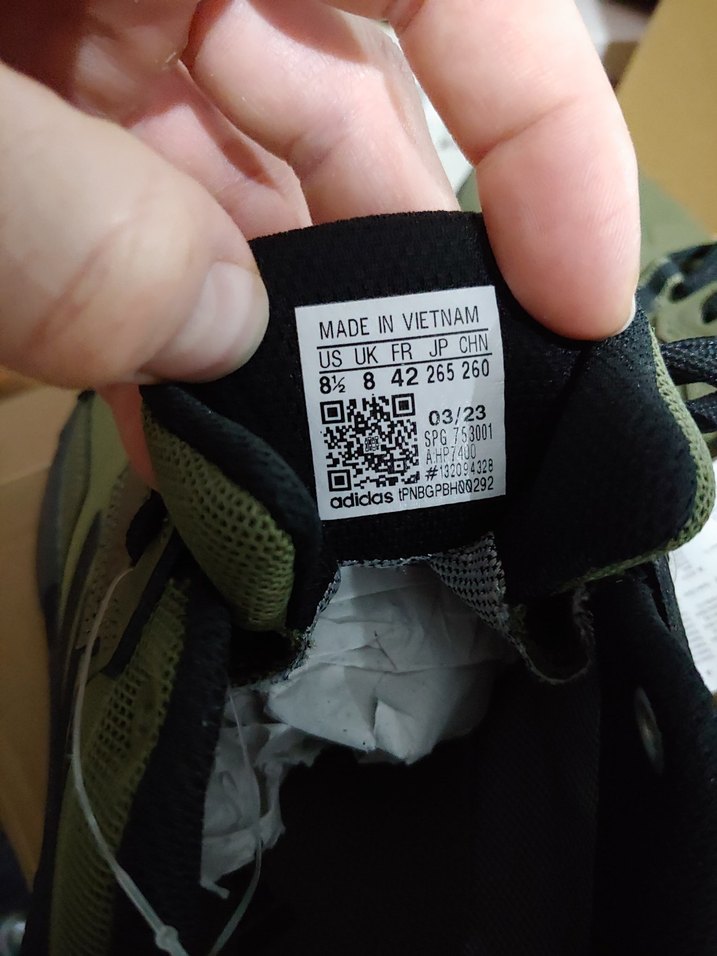 MADE IN VIETNAM
US UK FR JP CHN
8½ 8 42 265 260
03/23
SPG 753001
A:HP7400
#132094328
adidas tPNBGPBH00292